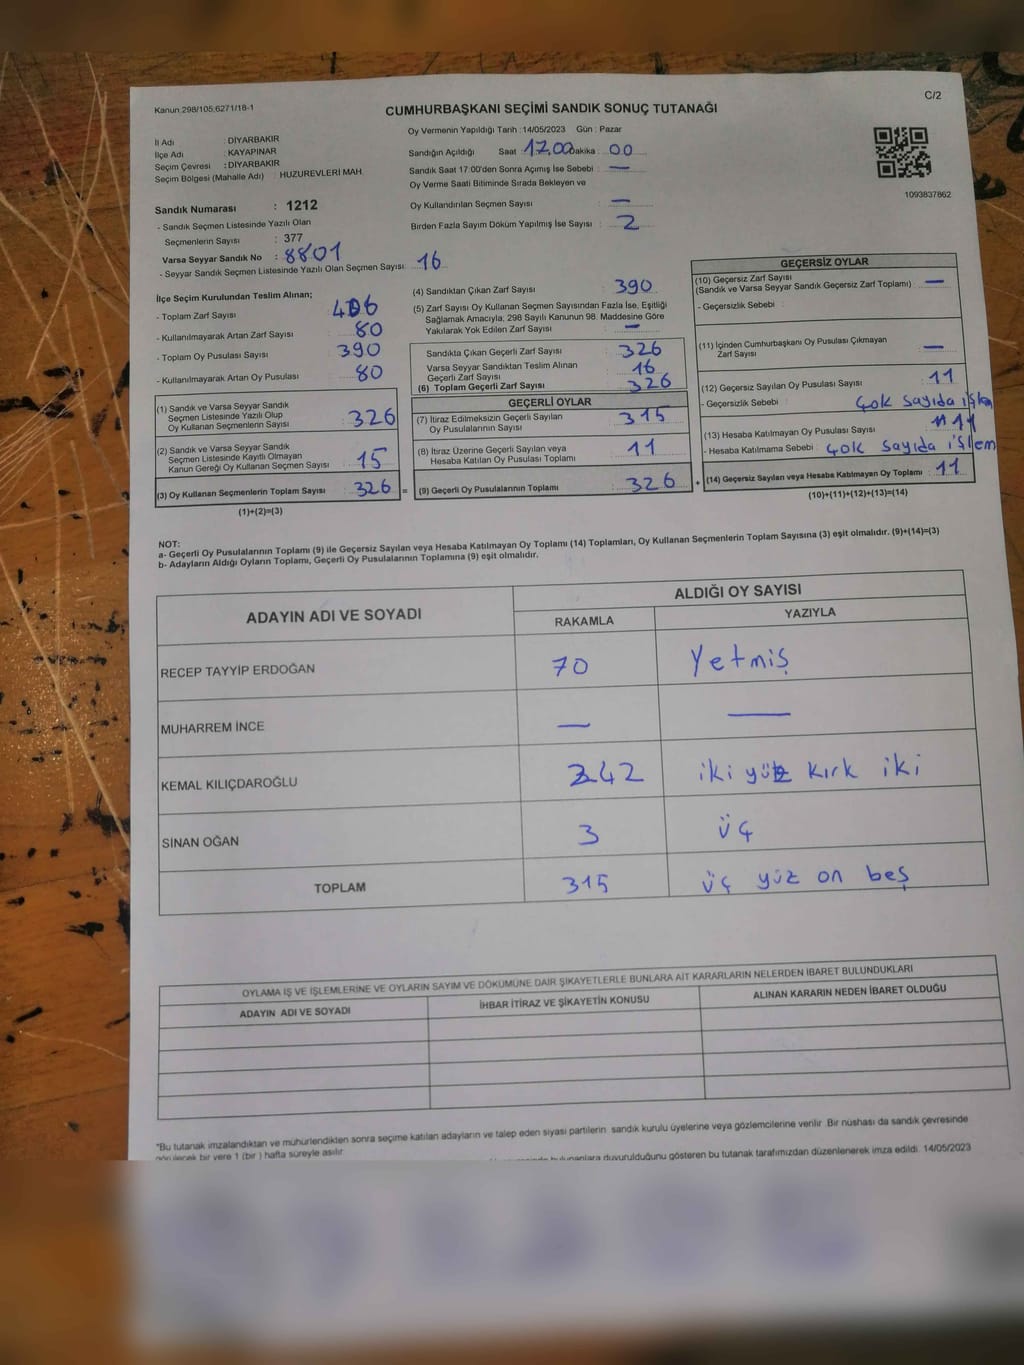 Kanun:298/105,6271/18-1
C/2
CUMHURBAŞKANI SEÇİMİ SANDIK SONUÇ TUTANAĞI
İl Adı : DİYARBAKIR
İlçe Adı : KAYAPINAR
Seçim Çevresi : DİYARBAKIR
Seçim Bölgesi (Mahalle Adı) : HUZUREVLERİ MAH.
Oy Vermenin Yapıldığı Tarih : 14/05/2023 Gün : Pazar
Sandığın Açıldığı Saat 17.00 Dakika : 00
Sandık Saat 17:00'den Sonra Açımış İse Sebebi : —
Oy Verme Saati Bitiminde Sırada Bekleyen ve
Oy Kullandırılan Seçmen Sayısı : —
Birden Fazla Sayım Döküm Yapılmış İse Sayısı : 2
1093837862
Sandık Numarası : 1212
- Sandık Seçmen Listesinde Yazılı Olan
Seçmenlerin Sayısı : 377
Varsa Seyyar Sandık No : 8801
- Seyyar Sandık Seçmen Listesinde Yazılı Olan Seçmen Sayısı : 16
İlçe Seçim Kurulundan Teslim Alınan;
- Toplam Zarf Sayısı : 406
- Kullanılmayarak Artan Zarf Sayısı : 80
- Toplam Oy Pusulası Sayısı : 390
- Kullanılmayarak Artan Oy Pusulası : 80
(1) Sandık ve Varsa Seyyar Sandık
Seçmen Listesinde Yazılı Olup
Oy Kullanan Seçmenlerin Sayısı : 326
(2) Sandık ve Varsa Seyyar Sandık
Seçmen Listesinde Kayıtlı Olmayan
Kanun Gereği Oy Kullanan Seçmen Sayısı : 15
(3) Oy Kullanan Seçmenlerin Toplam Sayısı : 326 =
(1)+(2)=(3)
(4) Sandıktan Çıkan Zarf Sayısı : 390
(5) Zarf Sayısı Oy Kullanan Seçmen Sayısından Fazla İse, Eşitliği
Sağlamak Amacıyla; 298 Sayılı Kanunun 98. Maddesine Göre
Yakılarak Yok Edilen Zarf Sayısı : —
Sandıkta Çıkan Geçerli Zarf Sayısı : 326
Varsa Seyyar Sandıktan Teslim Alınan
Geçerli Zarf Sayısı : 16
(6) Toplam Geçerli Zarf Sayısı : 326
GEÇERLİ OYLAR
(7) İtiraz Edilmeksizin Geçerli Sayılan
Oy Pusulalarının Sayısı : 315
(8) İtiraz Üzerine Geçerli Sayılan veya
Hesaba Katılan Oy Pusulası Toplamı : 11
(9) Geçerli Oy Pusulalarının Toplamı : 326 +
GEÇERSİZ OYLAR
(10) Geçersiz Zarf Sayısı
(Sandık ve Varsa Seyyar Sandık Geçersiz Zarf Toplamı) : —
- Geçersizlik Sebebi :
(11) İçinden Cumhurbaşkanı Oy Pusulası Çıkmayan
Zarf Sayısı : —
(12) Geçersiz Sayılan Oy Pusulası Sayısı : 11
- Geçersizlik Sebebi : çok sayıda işlem
(13) Hesaba Katılmayan Oy Pusulası Sayısı : 11
- Hesaba Katılmama Sebebi : çok sayıda işlem
(14) Geçersiz Sayılan veya Hesaba Katılmayan Oy Toplamı : 11
(10)+(11)+(12)+(13)=(14)
NOT:
a- Geçerli Oy Pusulalarının Toplamı (9) ile Geçersiz Sayılan veya Hesaba Katılmayan Oy Toplamı (14) Toplamları, Oy Kullanan Seçmenlerin Toplam Sayısına (3) eşit olmalıdır. (9)+(14)=(3)
b- Adayların Aldığı Oyların Toplamı, Geçerli Oy Pusulalarının Toplamına (9) eşit olmalıdır.
ADAYIN ADI VE SOYADI ALDIĞI OY SAYISI
RAKAMLA YAZIYLA
RECEP TAYYİP ERDOĞAN 70 Yetmiş
MUHARREM İNCE — —
KEMAL KILIÇDAROĞLU 242 iki yüz kırk iki
SİNAN OĞAN 3 üç
TOPLAM 315 üç yüz on beş
OYLAMA İŞ VE İŞLEMLERİNE VE OYLARIN SAYIM VE DÖKÜMÜNE DAİR ŞİKAYETLERLE BUNLARA AİT KARARLARIN NELERDEN İBARET BULUNDUKLARI
ADAYIN ADI VE SOYADI İHBAR İTİRAZ VE ŞİKAYETİN KONUSU ALINAN KARARIN NEDEN İBARET OLDUĞU
*Bu tutanak imzalandıktan ve mühürlendikten sonra seçime katılan adayların ve talep eden siyasi partilerin sandık kurulu üyelerine veya gözlemcilerine verilir. Bir nüshası da sandık çevresinde
görülecek bir yere 1 (bir) hafta süreyle asılır.
bulunanlara duyurulduğunu gösteren bu tutanak tarafımızdan düzenlenerek imza edildi. 14/05/2023